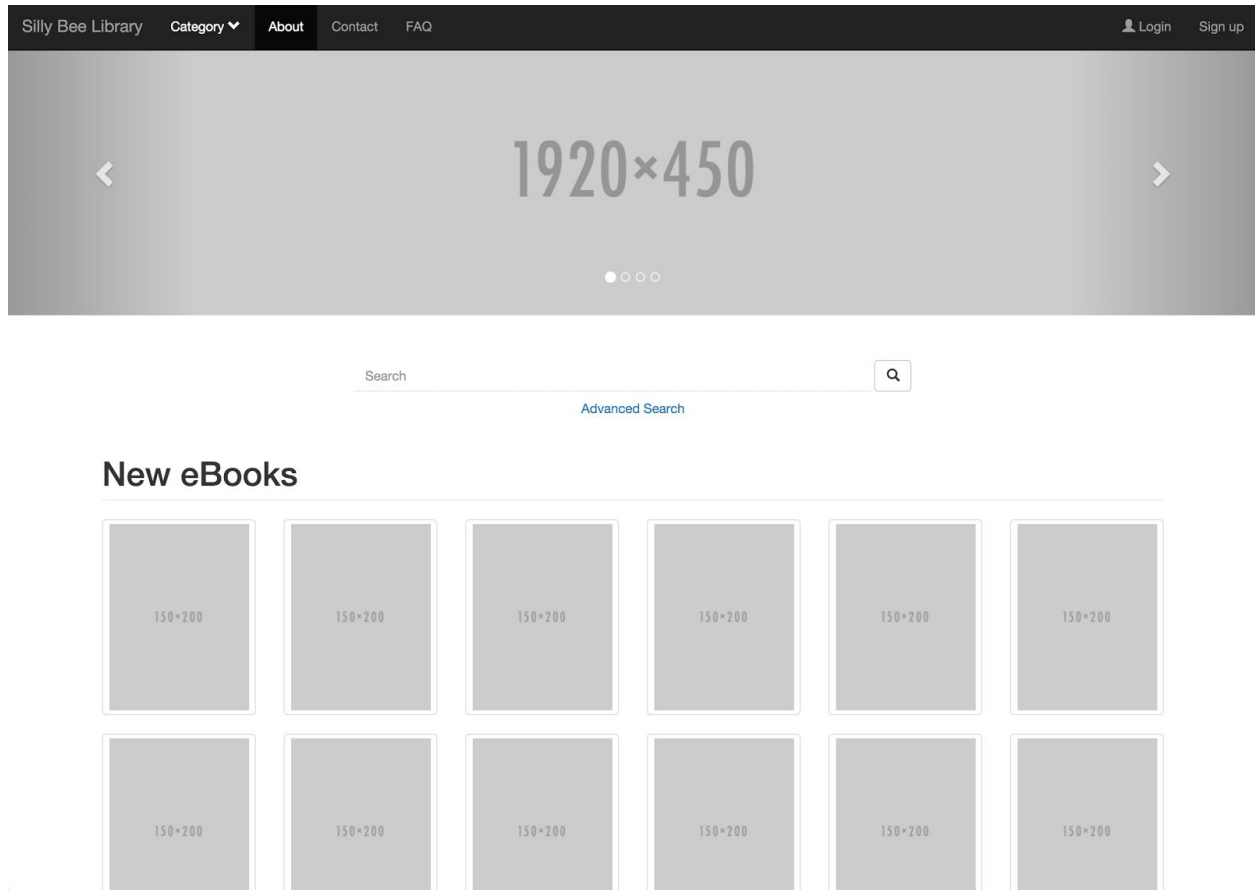 Silly Bee Library Category About Contact FAQ Login Sign up
1920×450
Search
Advanced Search
New eBooks
150×200 150×200 150×200 150×200 150×200 150×200
150×200 150×200 150×200 150×200 150×200 150×200